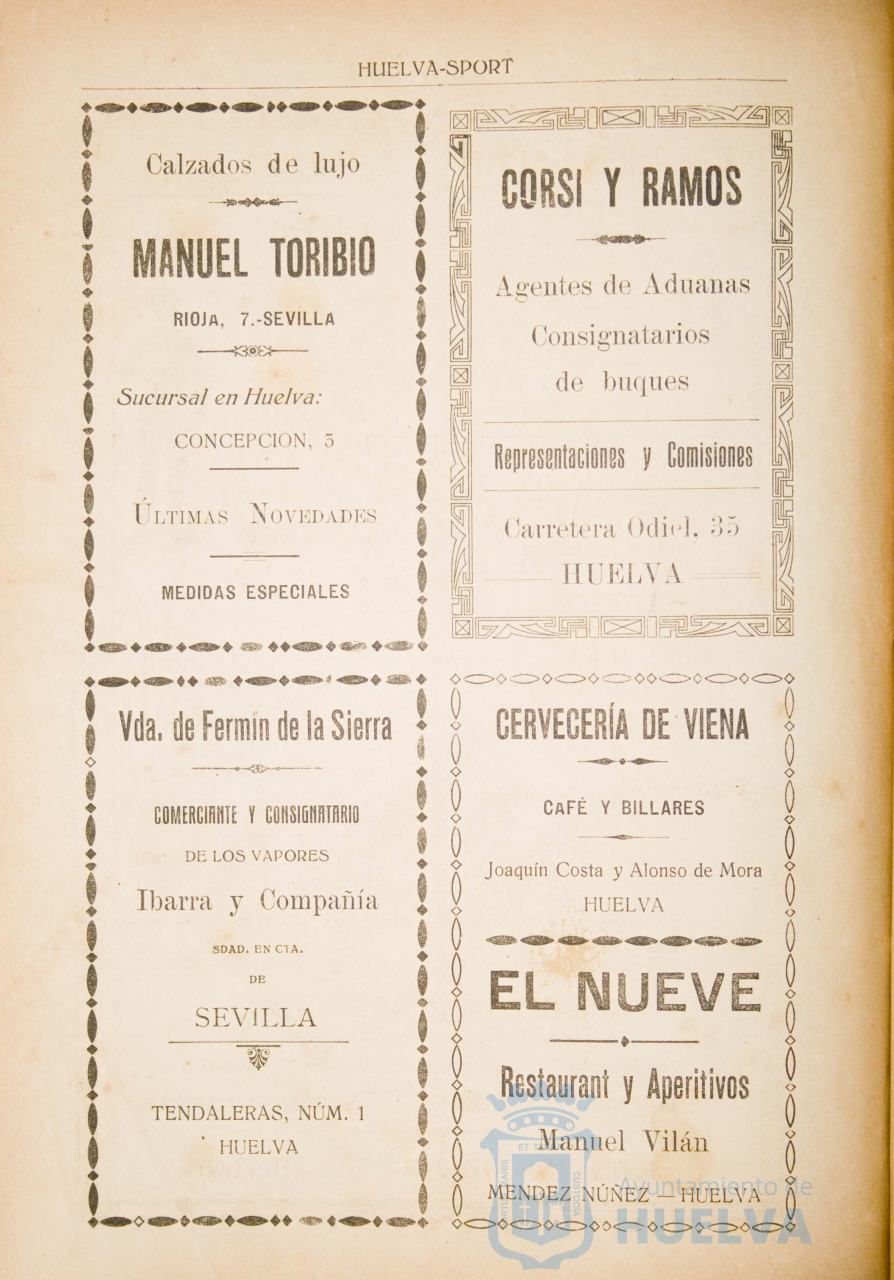 HUELVA-SPORT
Calzados de lujo
MANUEL TORIBIO
RIOJA, 7.-SEVILLA
Sucursal en Huelva:
CONCEPCION, 3
ÚLTIMAS NOVEDADES
MEDIDAS ESPECIALES
CORSI Y RAMOS
Agentes de Aduanas
Consignatarios
de buques
Representaciones y Comisiones
Carretera Odiel. 35
HUELVA
Vda. de Fermin de la Sierra
COMERCIANTE Y CONSIGNATARIO
DE LOS VAPORES
Ibarra y Compañía
SDAD. EN CTA.
DE
SEVILLA
TENDALERAS, NÚM. 1
HUELVA
CERVECERÍA DE VIENA
CAFÉ Y BILLARES
Joaquín Costa y Alonso de Mora
HUELVA
EL NUEVE
Restaurant y Aperitivos
Manuel Vilán
MENDEZ NÚÑEZ — HUELVA
Ayuntamiento de
HUELVA